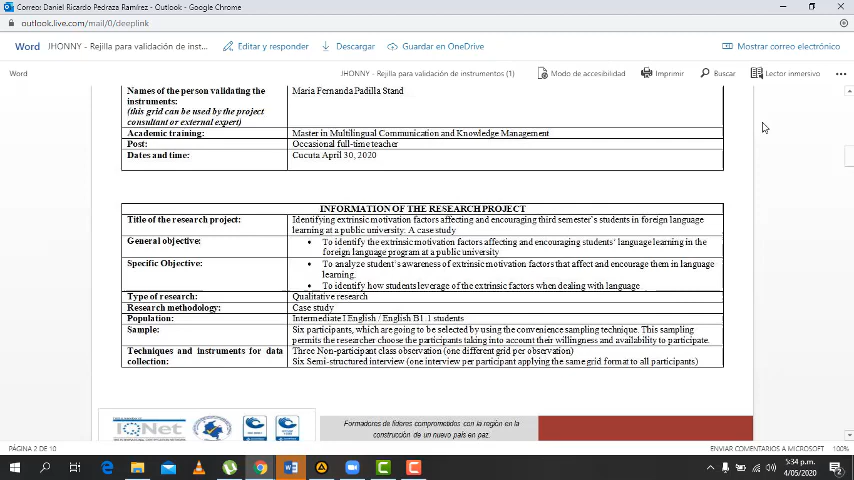 Correo: Daniel Ricardo Pedraza Ramírez - Outlook - Google Chrome
outlook.live.com/mail/0/deeplink
Word JHONNY - Rejilla para validación de inst... Editar y responder Descargar Guardar en OneDrive Mostrar correo electrónico
Word JHONNY - Rejilla para validación de instrumentos (1) Modo de accesibilidad Imprimir Buscar Lector inmersivo
Names of the person validating the María Fernanda Padilla Stand
instruments:
(this grid can be used by the project
consultant or external expert)
Academic training: Master in Multilingual Communication and Knowledge Management
Post: Occasional full-time teacher
Dates and time: Cucuta April 30, 2020
INFORMATION OF THE RESEARCH PROJECT
Title of the research project: Identifying extrinsic motivation factors affecting and encouraging third semester's students in foreign language
learning at a public university. A case study
General objective: • To identify the extrinsic motivation factors affecting and encouraging students' language learning in the
foreign language program at a public university
Specific Objective: • To analyze student's awareness of extrinsic motivation factors that affect and encourage them in language
learning.
• To identify how students leverage of the extrinsic factors when dealing with language
Type of research: Qualitative research
Research methodology: Case study
Population: Intermediate I English / English B1.1 students
Sample: Six participants, which are going to be selected by using the convenience sampling technique. This sampling
permits the researcher choose the participants taking into account their willingness and availability to participate.
Techniques and instruments for data Three Non-participant class observation (one different grid per observation)
collection: Six Semi-structured interview (one interview per participant applying the same grid format to all participants)
IQNet
Formadores de líderes comprometidos con la región en la
construcción de un nuevo país en paz.
PÁGINA 2 DE 10 ENVIAR COMENTARIOS A MICROSOFT 100%
5:34 p.m.
4/05/2020